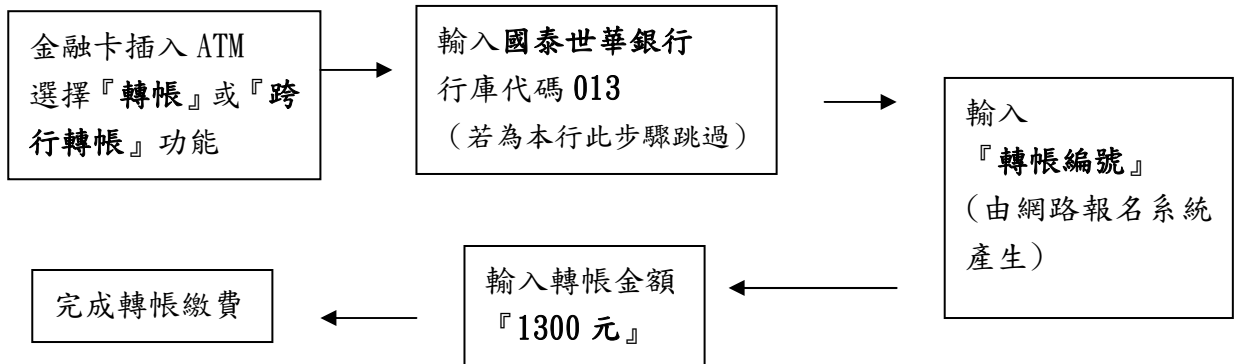 金融卡插入 ATM
選擇『轉帳』或『跨
行轉帳』功能
輸入國泰世華銀行
行庫代碼 013
（若為本行此步驟跳過）
輸入
『轉帳編號』
（由網路報名系統
產生）
輸入轉帳金額
『1300 元』
完成轉帳繳費